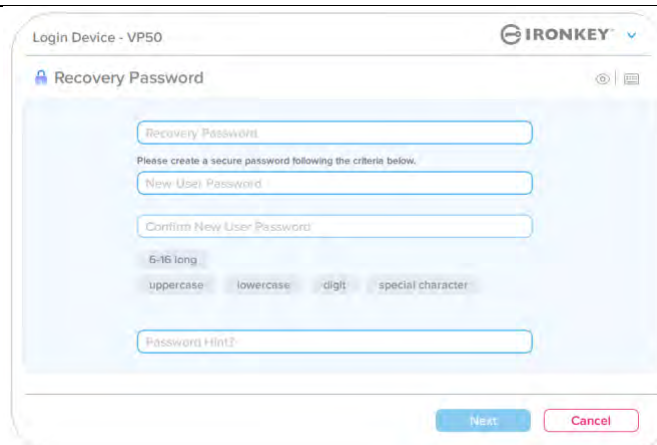 Login Device - VP50
IRONKEY
Recovery Password
Recovery Password
Please create a secure password following the criteria below.
New User Password
Confirm New User Password
6-16 long
uppercase lowercase digit special character
Password Hint?
Next Cancel